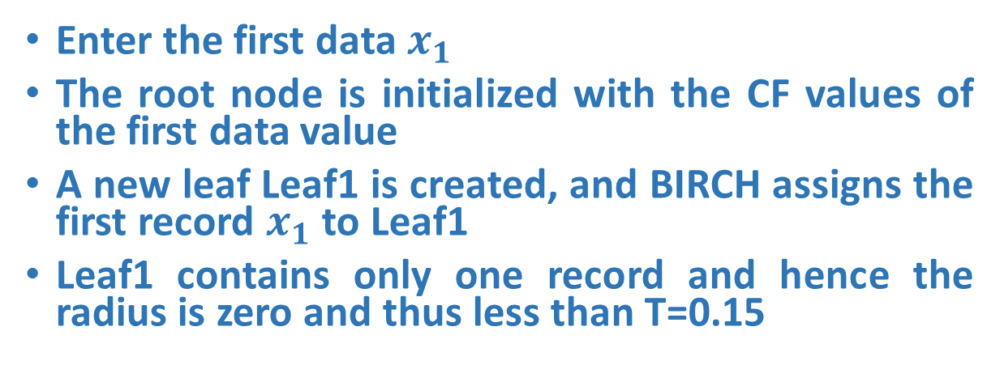 • Enter the first data 𝒙₁
• The root node is initialized with the CF values of
the first data value
• A new leaf Leaf1 is created, and BIRCH assigns the
first record 𝒙₁ to Leaf1
• Leaf1 contains only one record and hence the
radius is zero and thus less than T=0.15